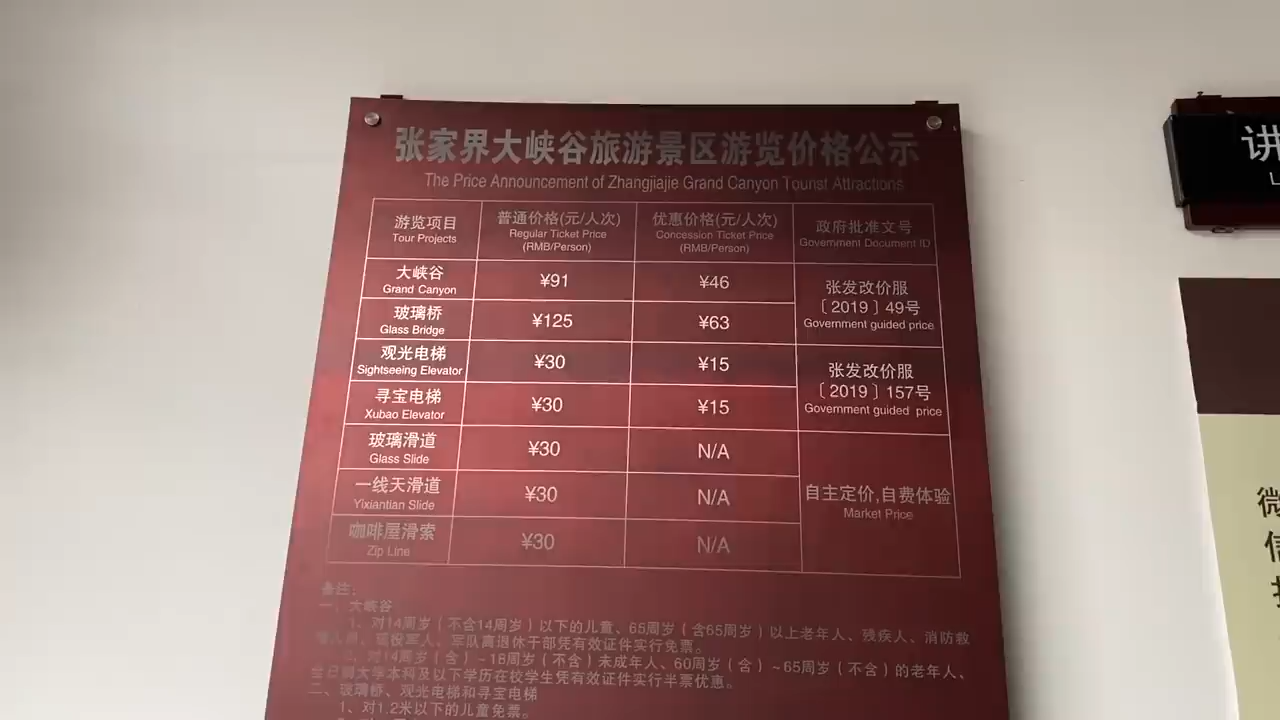 张家界大峡谷旅游景区游览价格公示
The Price Announcement of Zhangjiajie Grand Canyon Tourist Attractions
游览项目 普通价格(元/人次) 优惠价格(元/人次) 政府批准文号
Tour Projects Regular Ticket Price (RMB/Person) Concession Ticket Price (RMB/Person) Government Document ID
大峡谷 ¥91 ¥46 张发改价服
Grand Canyon 〔2019〕49号
玻璃桥 ¥125 ¥63 Government guided price
Glass Bridge
观光电梯 ¥30 ¥15 张发改价服
Sightseeing Elevator 〔2019〕157号
寻宝电梯 ¥30 ¥15 Government guided price
Xubao Elevator
玻璃滑道 ¥30 N/A
Glass Slide
一线天滑道 ¥30 N/A 自主定价,自费体验
Yixiantian Slide Market Price
咖啡屋滑索 ¥30 N/A
Zip Line
备注:
一、大峡谷
1、对14周岁（不含14周岁）以下的儿童、65周岁（含65周岁）以上老年人、残疾人、消防救
现役军人、军队离退休干部凭有效证件实行免票。
对14周岁（含）~18周岁（不含）未成年人、60周岁（含）~65周岁（不含）的老年人、
全日制大学本科及以下学历在校学生凭有效证件实行半票优惠。
二、玻璃桥、观光电梯和寻宝电梯
1、对1.2米以下的儿童免票。
讲
微
信